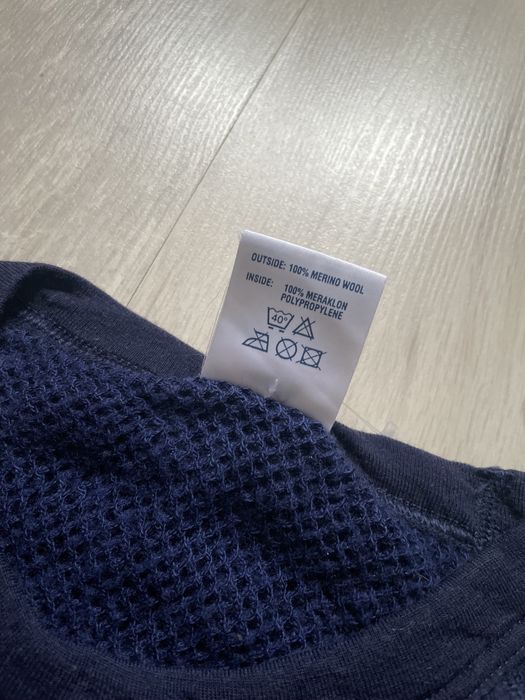 OUTSIDE: 100% MERINO WOOL
INSIDE: 100% MERAKLON
POLYPROPYLENE
40°